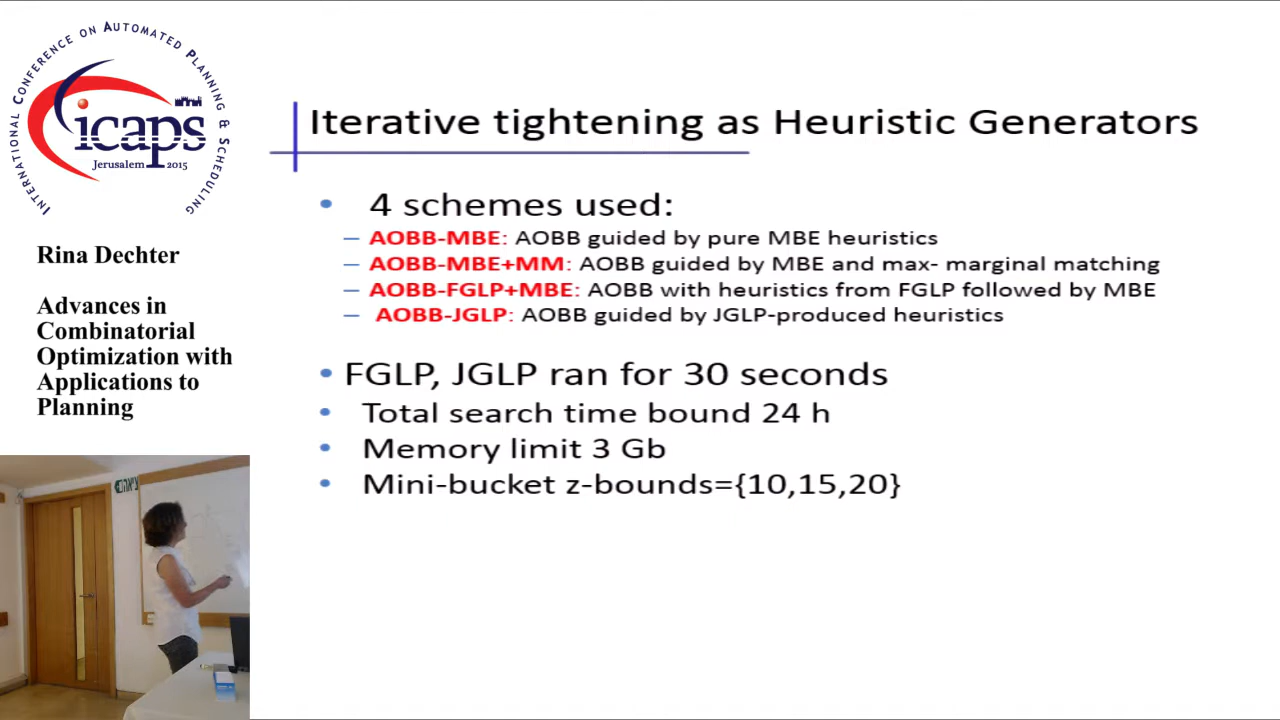 INTERNATIONAL CONFERENCE ON AUTOMATED PLANNING & SCHEDULING
icaps
Jerusalem 2015
Rina Dechter
Advances in
Combinatorial
Optimization with
Applications to
Planning
Iterative tightening as Heuristic Generators
• 4 schemes used:
– AOBB-MBE: AOBB guided by pure MBE heuristics
– AOBB-MBE+MM: AOBB guided by MBE and max- marginal matching
– AOBB-FGLP+MBE: AOBB with heuristics from FGLP followed by MBE
– AOBB-JGLP: AOBB guided by JGLP-produced heuristics
• FGLP, JGLP ran for 30 seconds
• Total search time bound 24 h
• Memory limit 3 Gb
• Mini-bucket z-bounds={10,15,20}